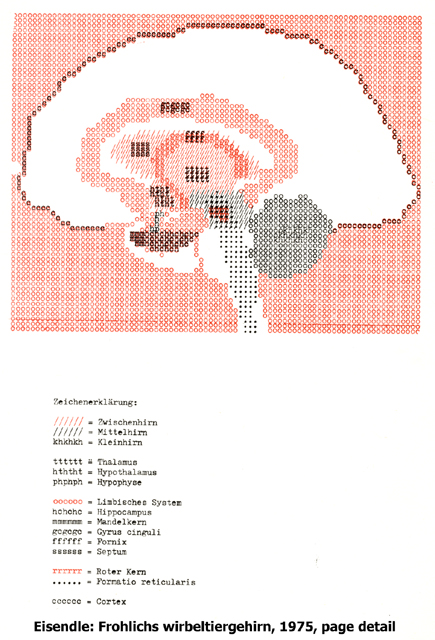 Zeichenerklärung:
////// = Zwischenhirn
////// = Mittelhirn
khkhkh = Kleinhirn
tttttt = Thalamus
hththt = Hypothalamus
phphph = Hypophyse
oooooo = Limbisches System
hchchc = Hippocampus
mmmmmm = Mandelkern
gcgcgc = Gyrus cinguli
ffffff = Fornix
ssssss = Septum
rrrrrr = Roter Kern
...... = Formatio reticularis
cccccc = Cortex
Eisendle: Frohlichs wirbeltiergehirn, 1975, page detail